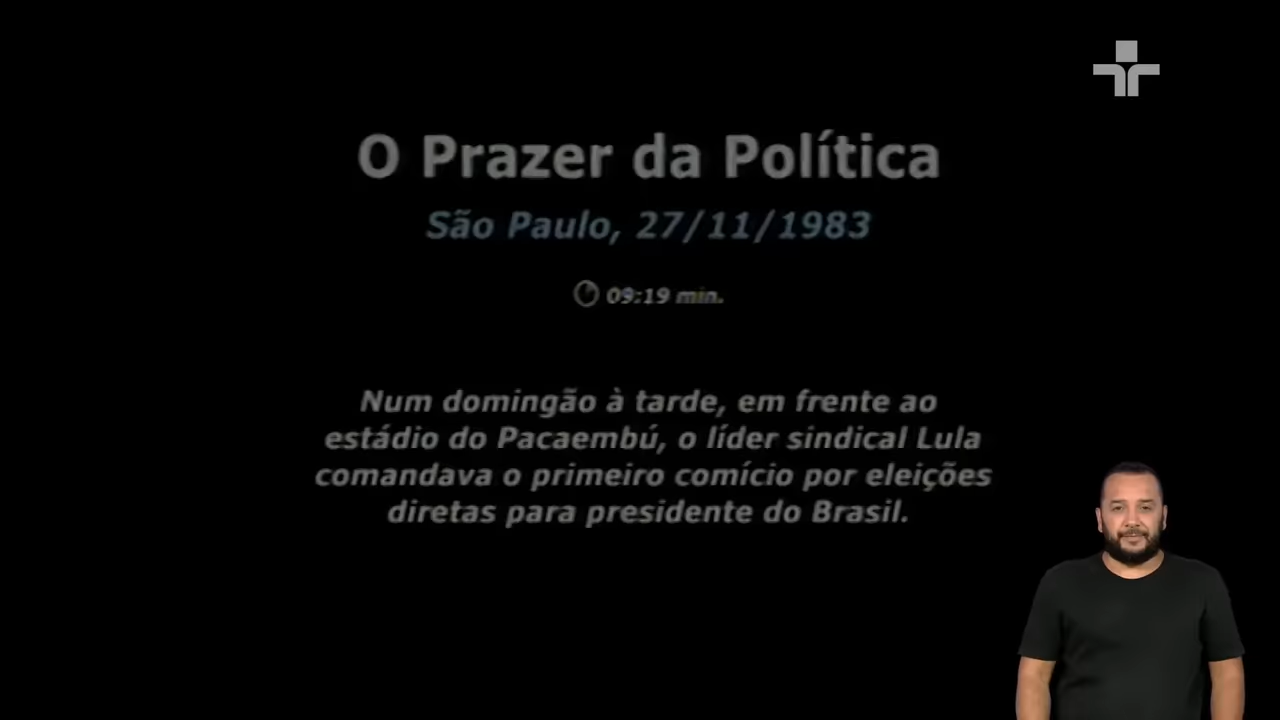 O Prazer da Política
São Paulo, 27/11/1983
09:19 min.
Num domingão à tarde, em frente ao
estádio do Pacaembú, o líder sindical Lula
comandava o primeiro comício por eleições
diretas para presidente do Brasil.